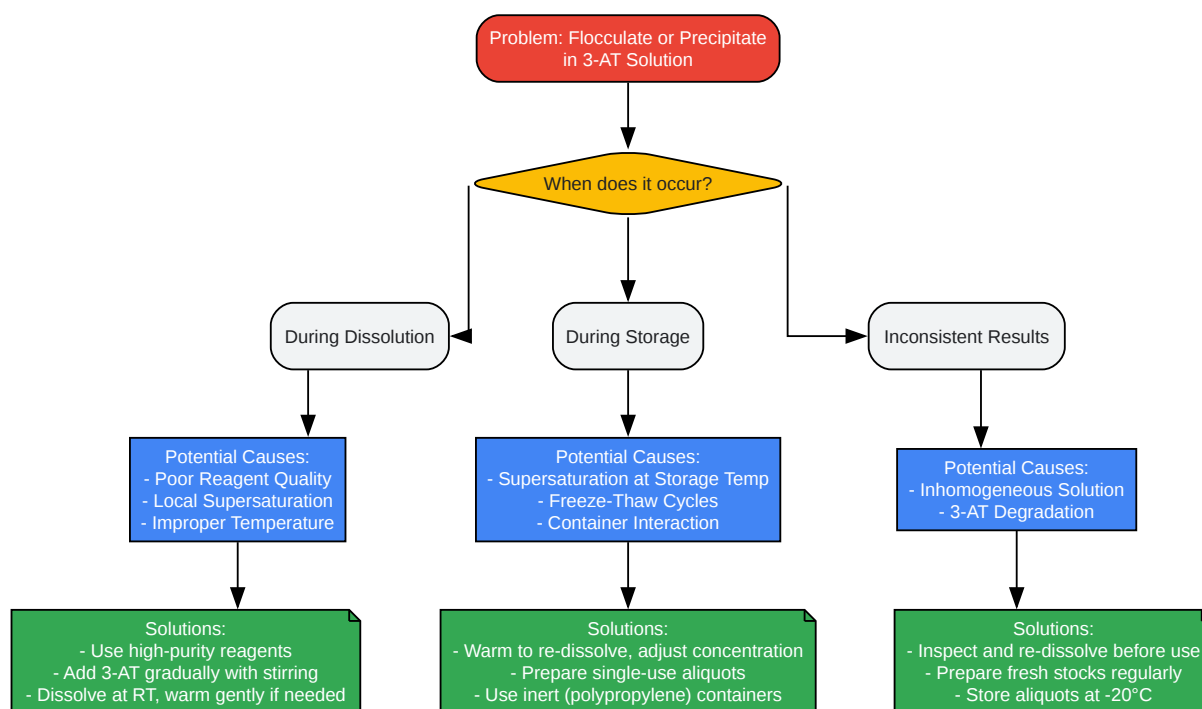 Problem: Flocculate or Precipitate
in 3-AT Solution
When does it occur?
During Dissolution
During Storage
Inconsistent Results
Potential Causes:
- Poor Reagent Quality
- Local Supersaturation
- Improper Temperature
Potential Causes:
- Supersaturation at Storage Temp
- Freeze-Thaw Cycles
- Container Interaction
Potential Causes:
- Inhomogeneous Solution
- 3-AT Degradation
Solutions:
- Use high-purity reagents
- Add 3-AT gradually with stirring
- Dissolve at RT, warm gently if needed
Solutions:
- Warm to re-dissolve, adjust concentration
- Prepare single-use aliquots
- Use inert (polypropylene) containers
Solutions:
- Inspect and re-dissolve before use
- Prepare fresh stocks regularly
- Store aliquots at -20°C